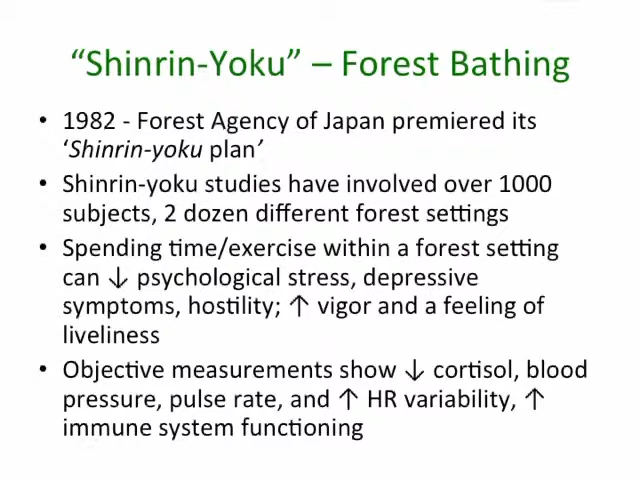 “Shinrin-Yoku” – Forest Bathing
• 1982 - Forest Agency of Japan premiered its
‘Shinrin-yoku plan’
• Shinrin-yoku studies have involved over 1000
subjects, 2 dozen different forest settings
• Spending time/exercise within a forest setting
can ↓ psychological stress, depressive
symptoms, hostility; ↑ vigor and a feeling of
liveliness
• Objective measurements show ↓ cortisol, blood
pressure, pulse rate, and ↑ HR variability, ↑
immune system functioning